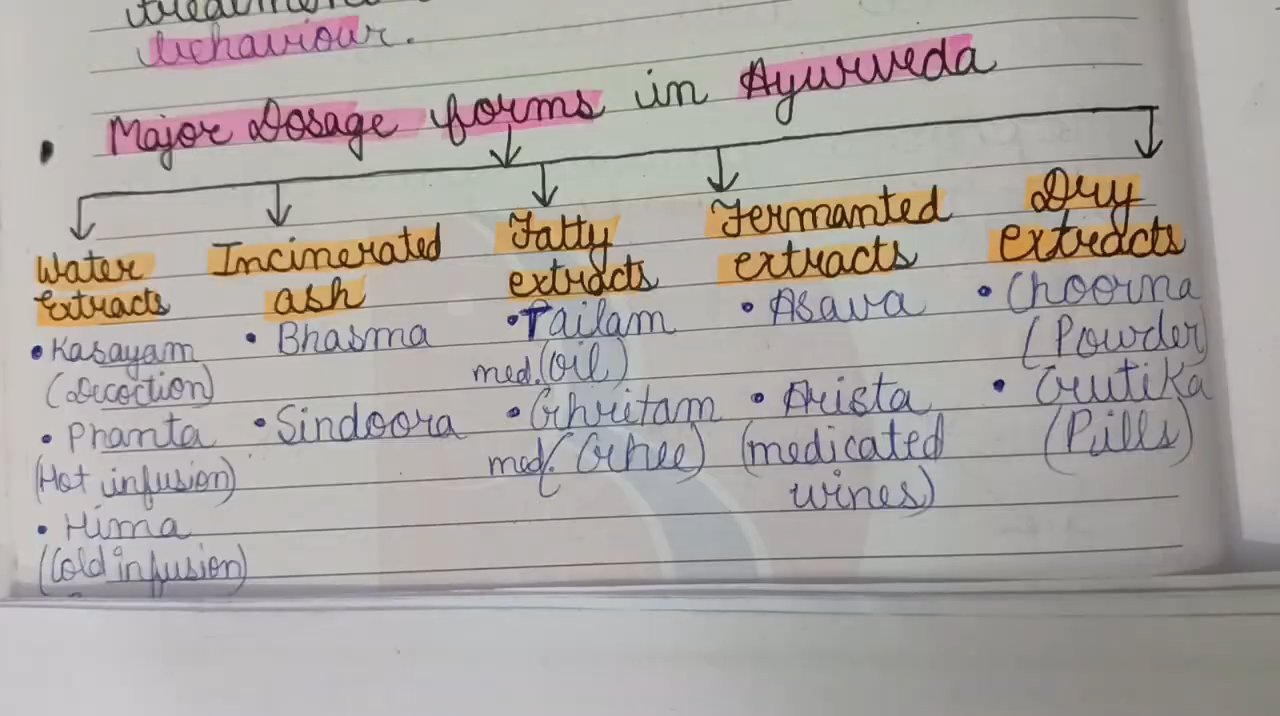 behaviour.
• Major Dosage forms in Ayurveda
Water
Extracts
• Kasayam
(Decoction)
• Phanta
(Hot infusion)
• Hima
(Cold infusion)
Incinerated
ash
• Bhasma
• Sindoora
Fatty
extracts
• Tailam
med. (oil)
• Ghritam
med. (Ghee)
Fermanted
extracts
• Asava
• Arista
(medicated
wines)
Dry
extracts
• Choorna
(Powder)
• Gutika
(Pills)